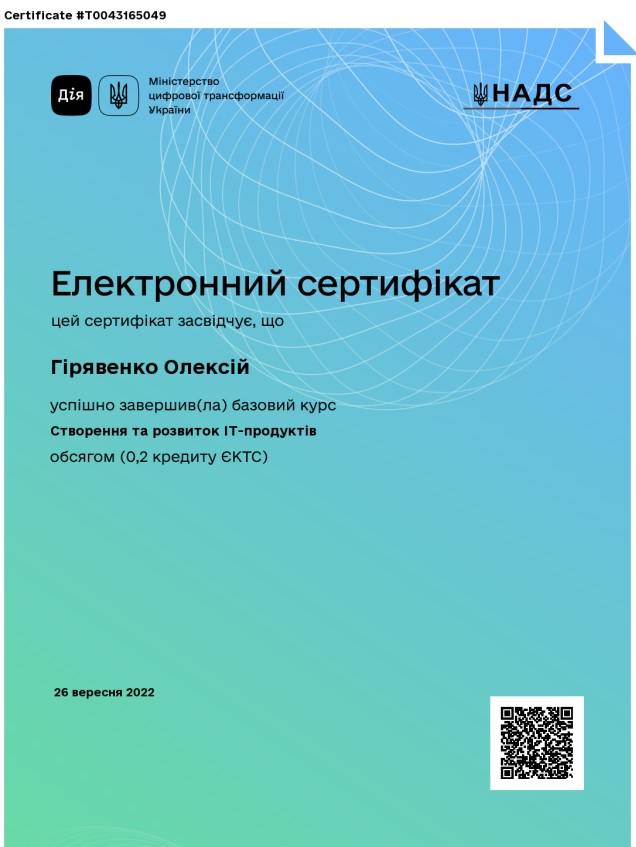 Certificate #T0043165049
Дія
Міністерство
цифрової трансформації
України
НАДС
Електронний сертифікат
цей сертифікат засвідчує, що
Гірявенко Олексій
успішно завершив(ла) базовий курс
Створення та розвиток ІТ-продуктів
обсягом (0,2 кредиту ЄКТС)
26 вересня 2022